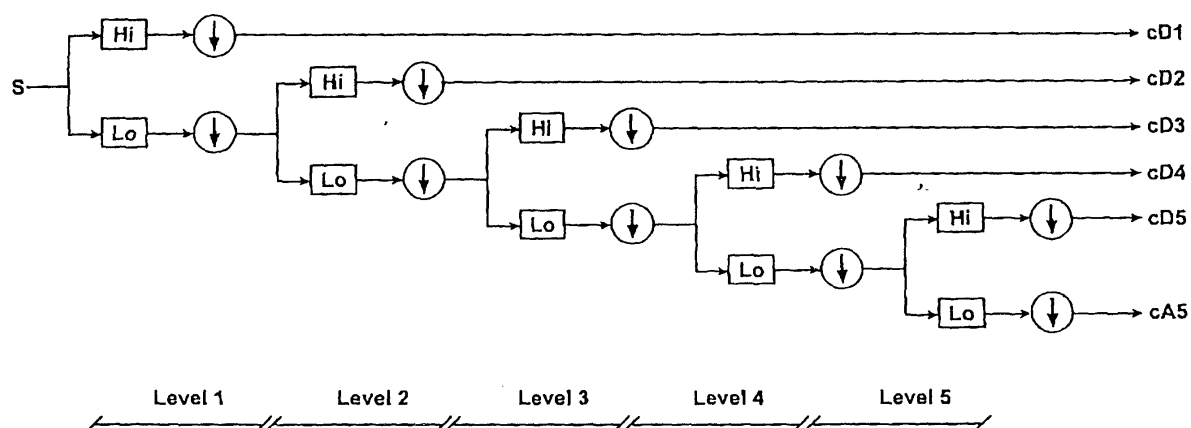 Hi
cD1
S
Hi
cD2
Lo
Hi
cD3
Lo
Hi
cD4
Lo
Hi
cD5
Lo
Lo
cA5
Level 1
Level 2
Level 3
Level 4
Level 5